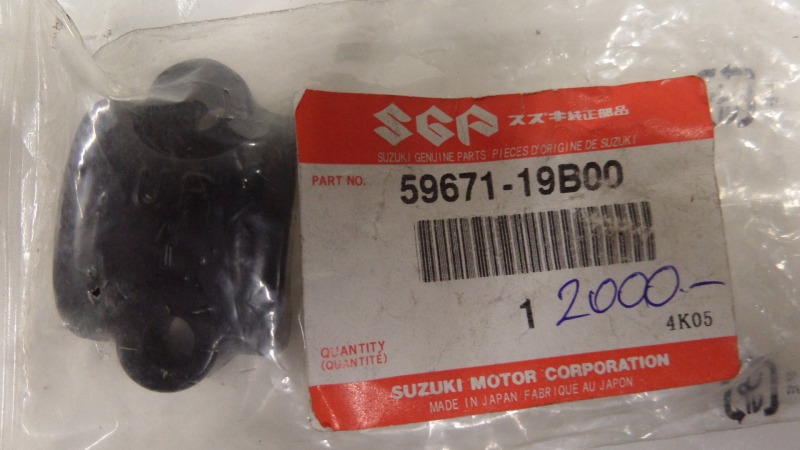 SGP スズキ純正部品
SUZUKI GENUINE PARTS PIÈCES D'ORIGINE DE SUZUKI
PART NO. 59671-19B00
1 2000.-
4K05
QUANTITY
(QUANTITÉ)
SUZUKI MOTOR CORPORATION
MADE IN JAPAN FABRIQUE AU JAPON